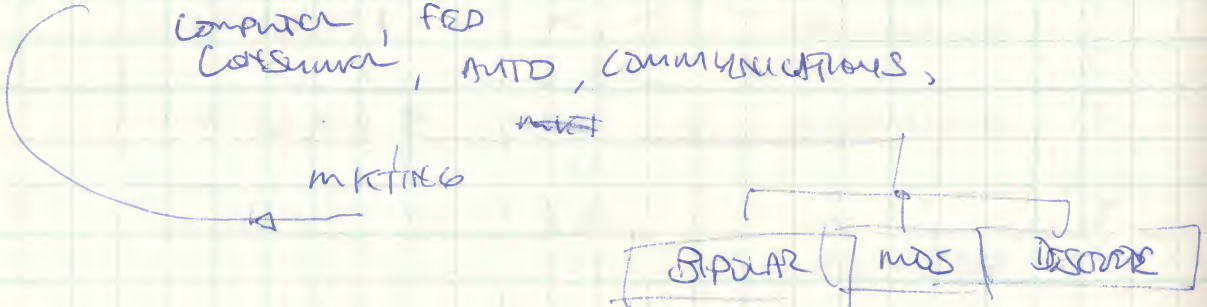 Computer, FED
Consumer, AUTO, COMMUNICATIONS,
MKTING
BIPOLAR MOS DISCRETE